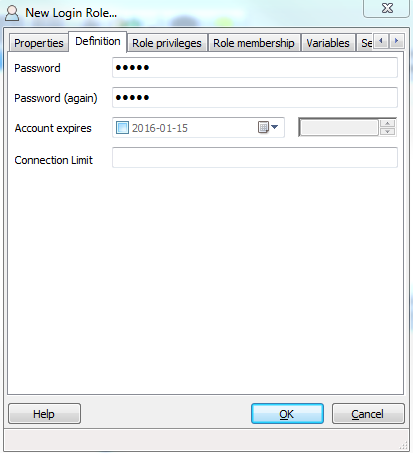 New Login Role...
Properties Definition Role privileges Role membership Variables Se
Password •••••
Password (again) •••••
Account expires 2016-01-15
Connection Limit
Help OK Cancel